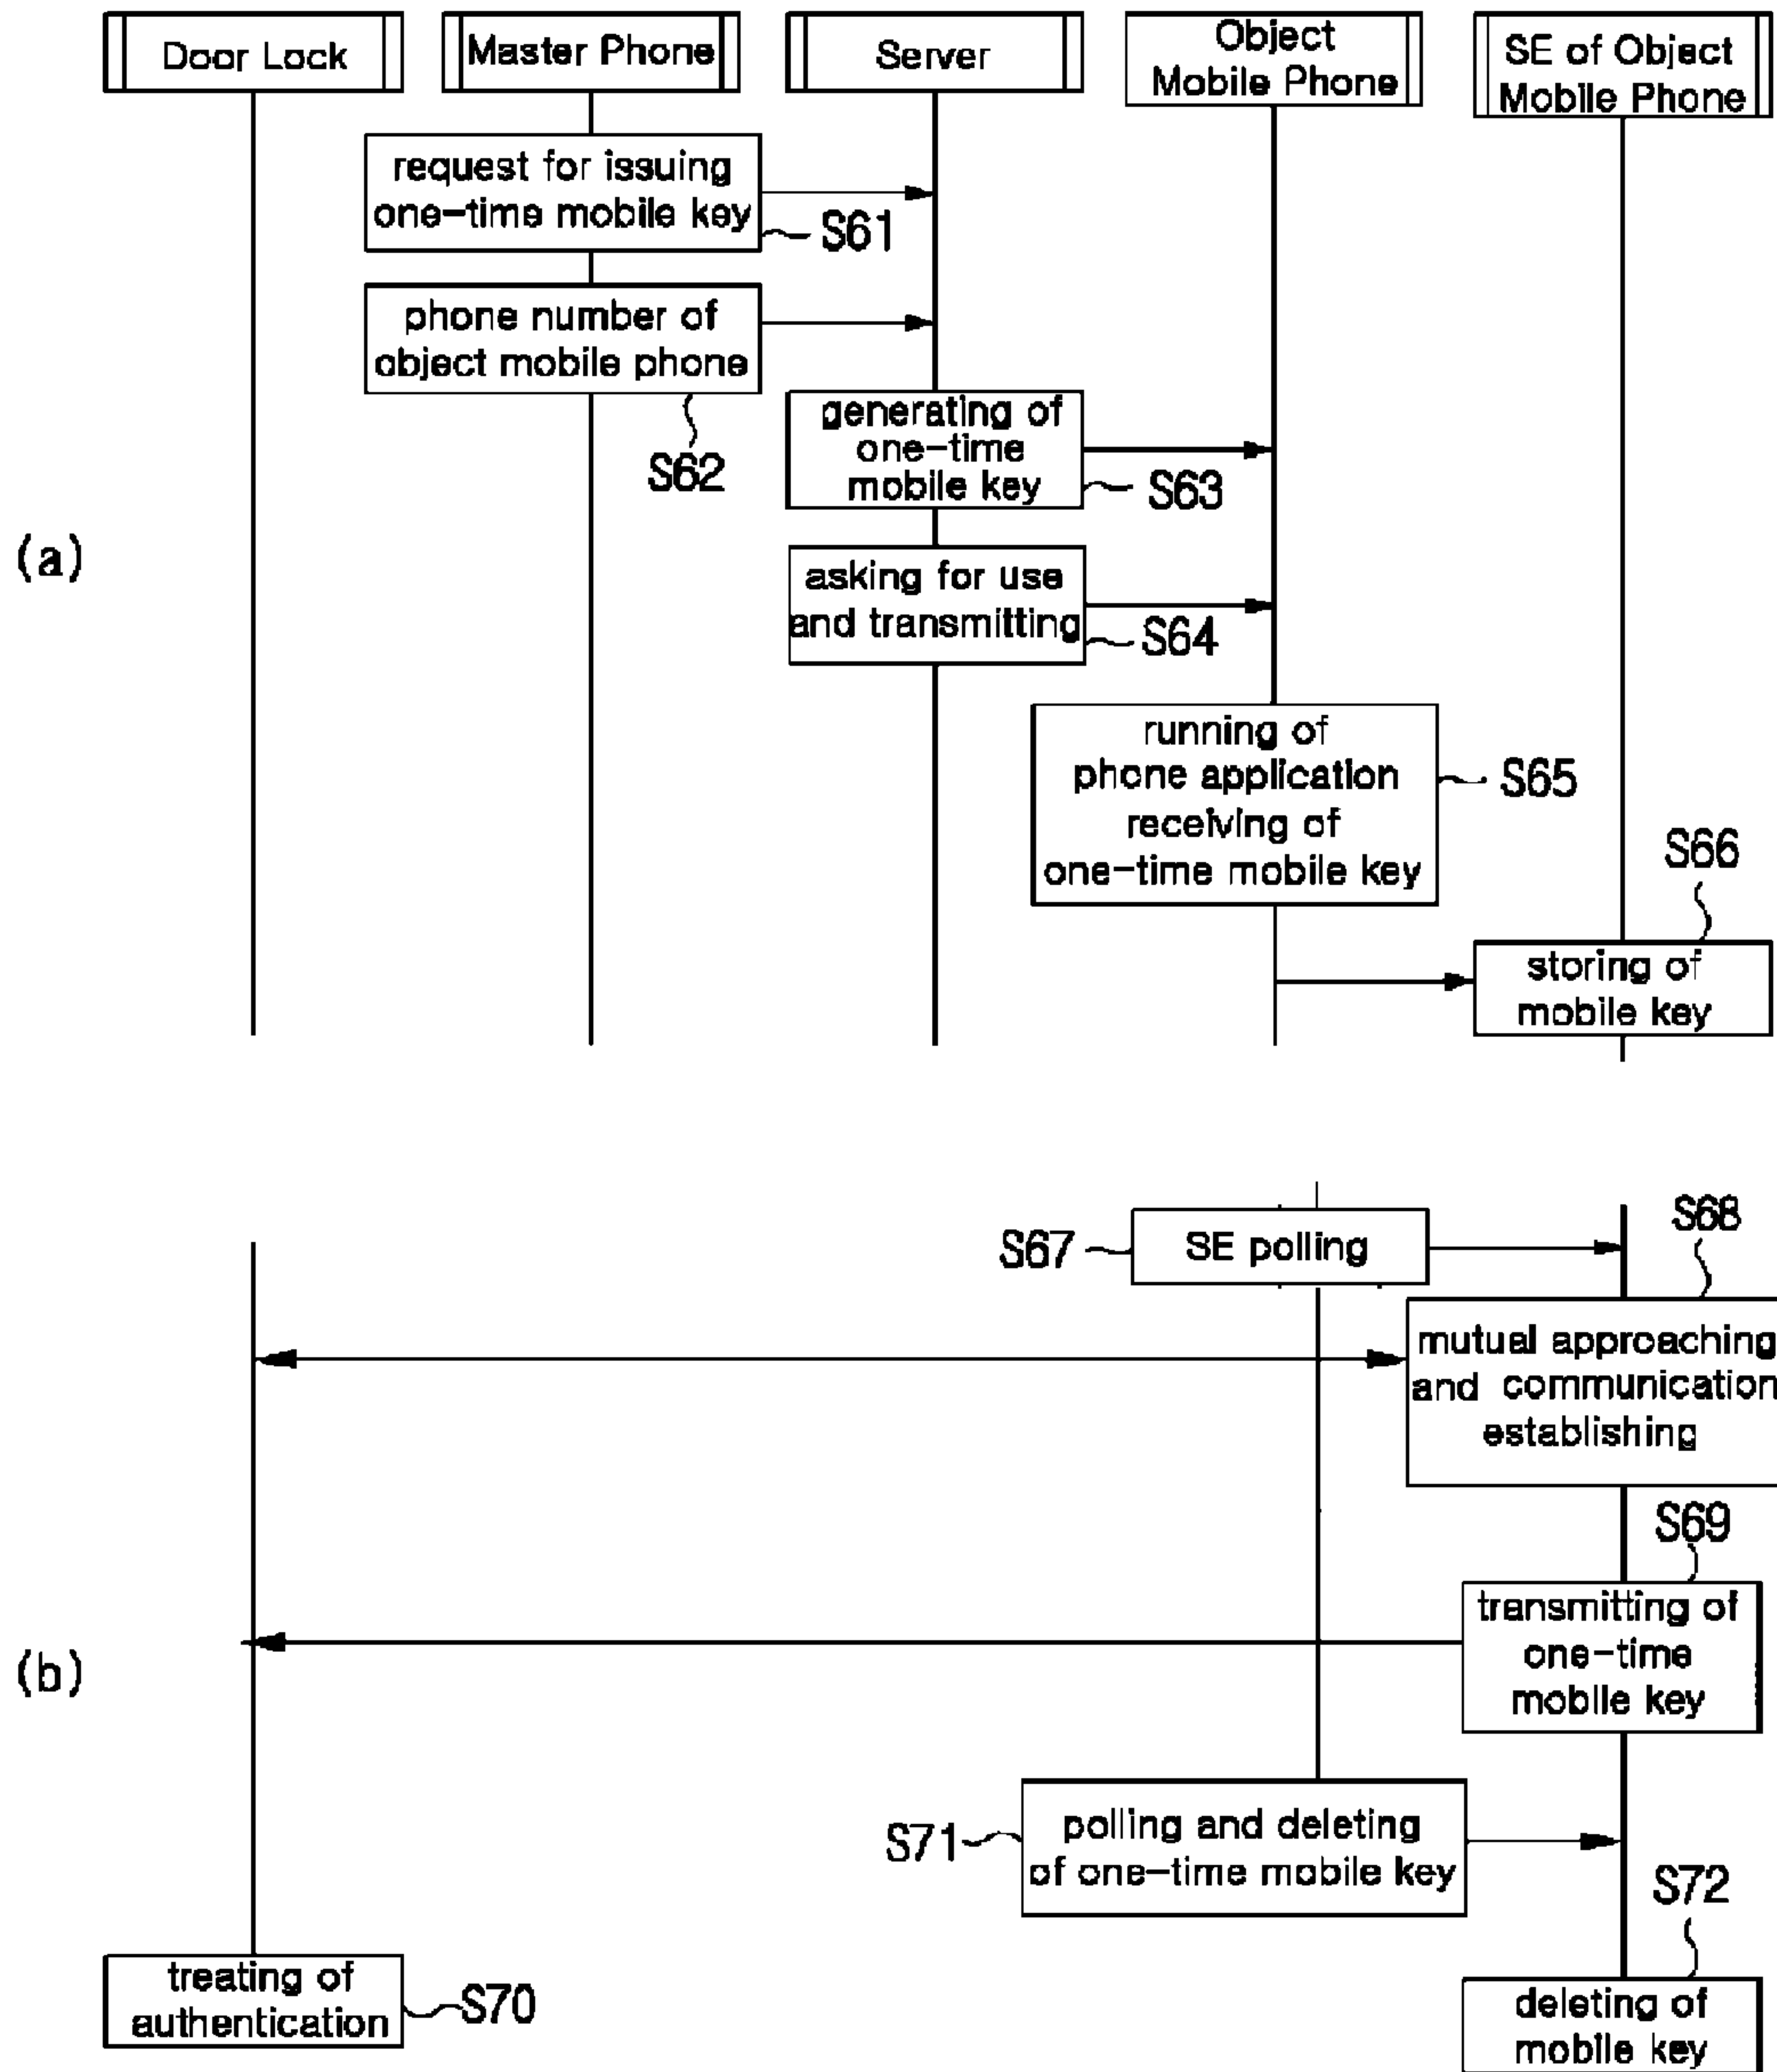 Door Lock
Master Phone
Server
Object
Mobile Phone
SE of Object
Mobile Phone
request for issuing
one-time mobile key
S61
phone number of
object mobile phone
S62
generating of
one-time
mobile key
S63
(a)
asking for use
and transmitting
S64
running of
phone application
receiving of
one-time mobile key
S65
S66
storing of
mobile key
S67
SE polling
S68
mutual approaching
and communication
establishing
S69
transmitting of
one-time
mobile key
(b)
S71
polling and deleting
of one-time mobile key
S72
treating of
authentication
S70
deleting of
mobile key